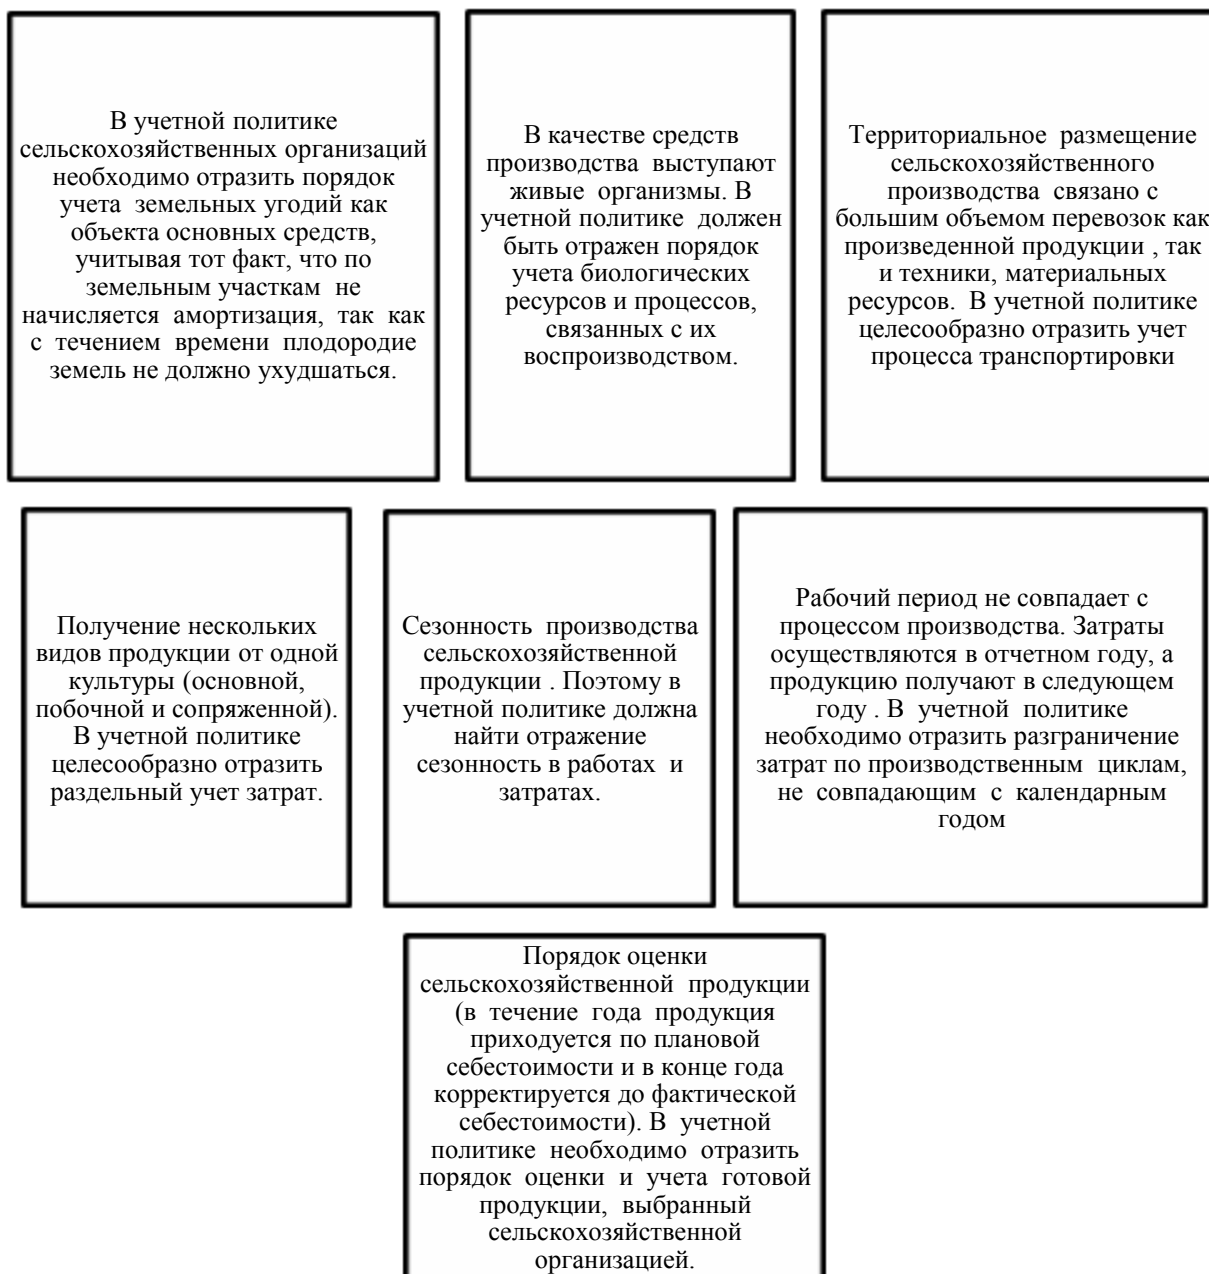 В учетной политике
сельскохозяйственных организаций
необходимо отразить порядок
учета земельных угодий как
объекта основных средств,
учитывая тот факт, что по
земельным участкам не
начисляется амортизация, так как
с течением времени плодородие
земель не должно ухудшаться.
В качестве средств
производства выступают
живые организмы. В
учетной политике должен
быть отражен порядок
учета биологических
ресурсов и процессов,
связанных с их
воспроизводством.
Территориальное размещение
сельскохозяйственного
производства связано с
большим объемом перевозок как
произведенной продукции , так
и техники, материальных
ресурсов. В учетной политике
целесообразно отразить учет
процесса транспортировки
Получение нескольких
видов продукции от одной
культуры (основной,
побочной и сопряженной).
В учетной политике
целесообразно отразить
раздельный учет затрат.
Сезонность производства
сельскохозяйственной
продукции . Поэтому в
учетной политике должна
найти отражение
сезонность в работах и
затратах.
Рабочий период не совпадает с
процессом производства. Затраты
осуществляются в отчетном году, а
продукцию получают в следующем
году . В учетной политике
необходимо отразить разграничение
затрат по производственным циклам,
не совпадающим с календарным
годом
Порядок оценки
сельскохозяйственной продукции
(в течение года продукция
приходуется по плановой
себестоимости и в конце года
корректируется до фактической
себестоимости). В учетной
политике необходимо отразить
порядок оценки и учета готовой
продукции, выбранный
сельскохозяйственной
организацией.